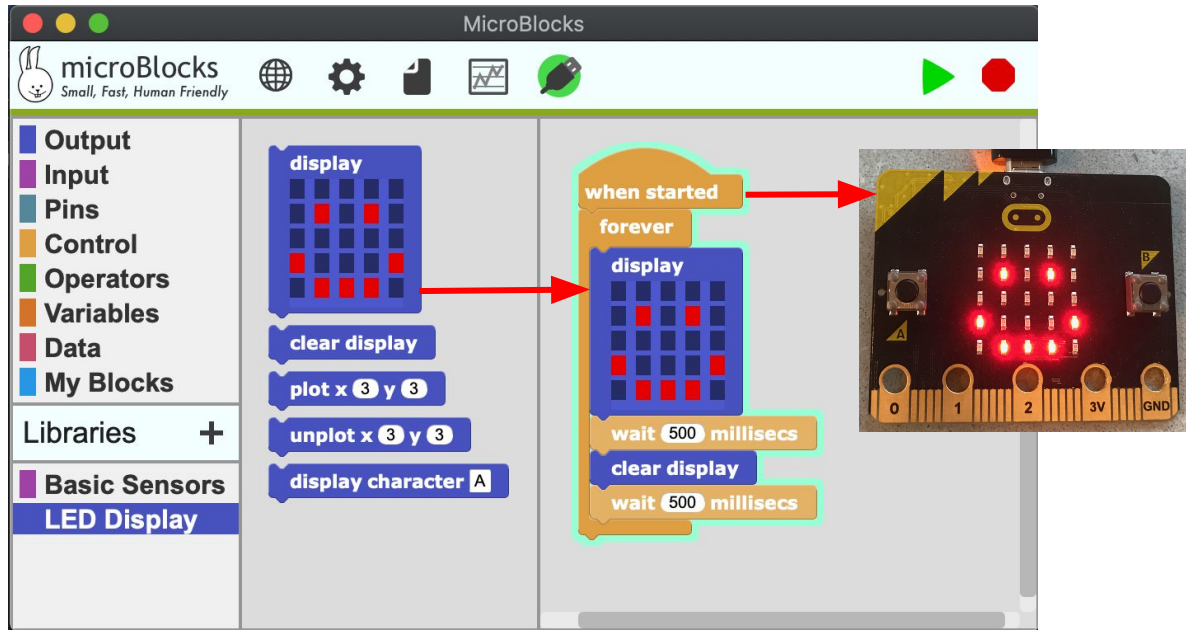 MicroBlocks
microBlocks
Small, Fast, Human Friendly
Output
Input
Pins
Control
Operators
Variables
Data
My Blocks
Libraries +
Basic Sensors
LED Display
display
clear display
plot x 3 y 3
unplot x 3 y 3
display character A
when started
forever
display
wait 500 millisecs
clear display
wait 500 millisecs
B
A
0 1 2 3V GND